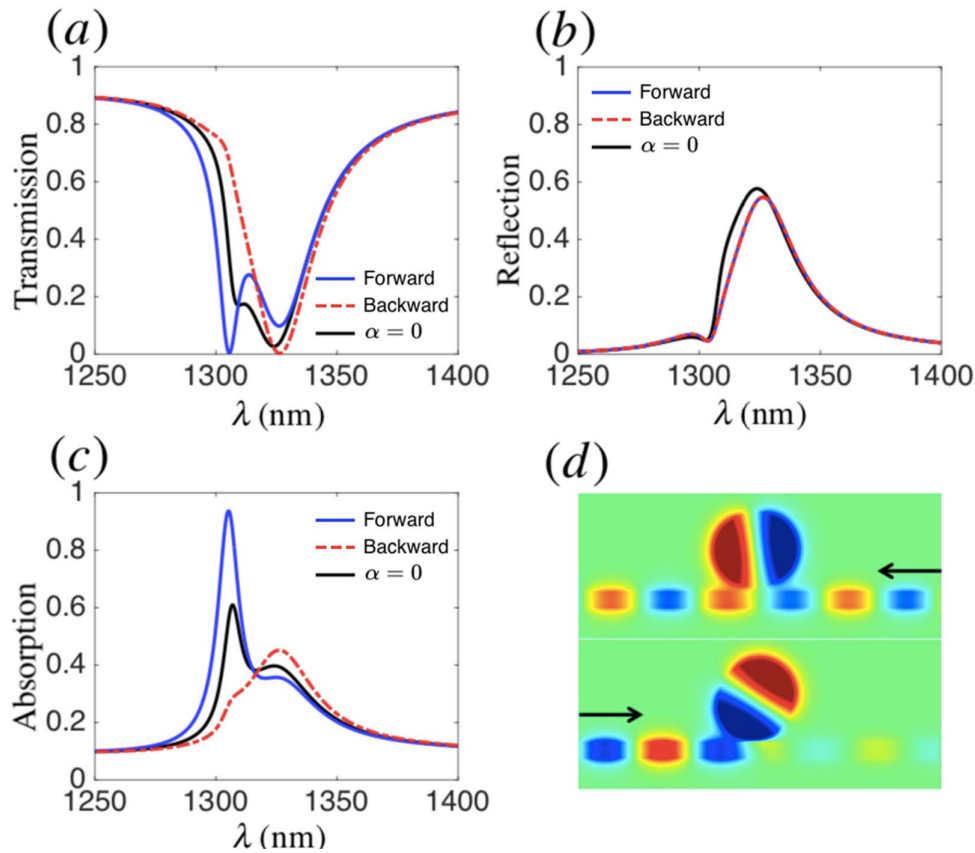 (a)
1
0.8
0.6
0.4
0.2
0
Transmission
Forward
Backward
α = 0
1250 1300 1350 1400
λ (nm)
(b)
1
0.8
0.6
0.4
0.2
0
Reflection
Forward
Backward
α = 0
1250 1300 1350 1400
λ (nm)
(c)
1
0.8
0.6
0.4
0.2
0
Absorption
Forward
Backward
α = 0
1250 1300 1350 1400
λ (nm)
(d)